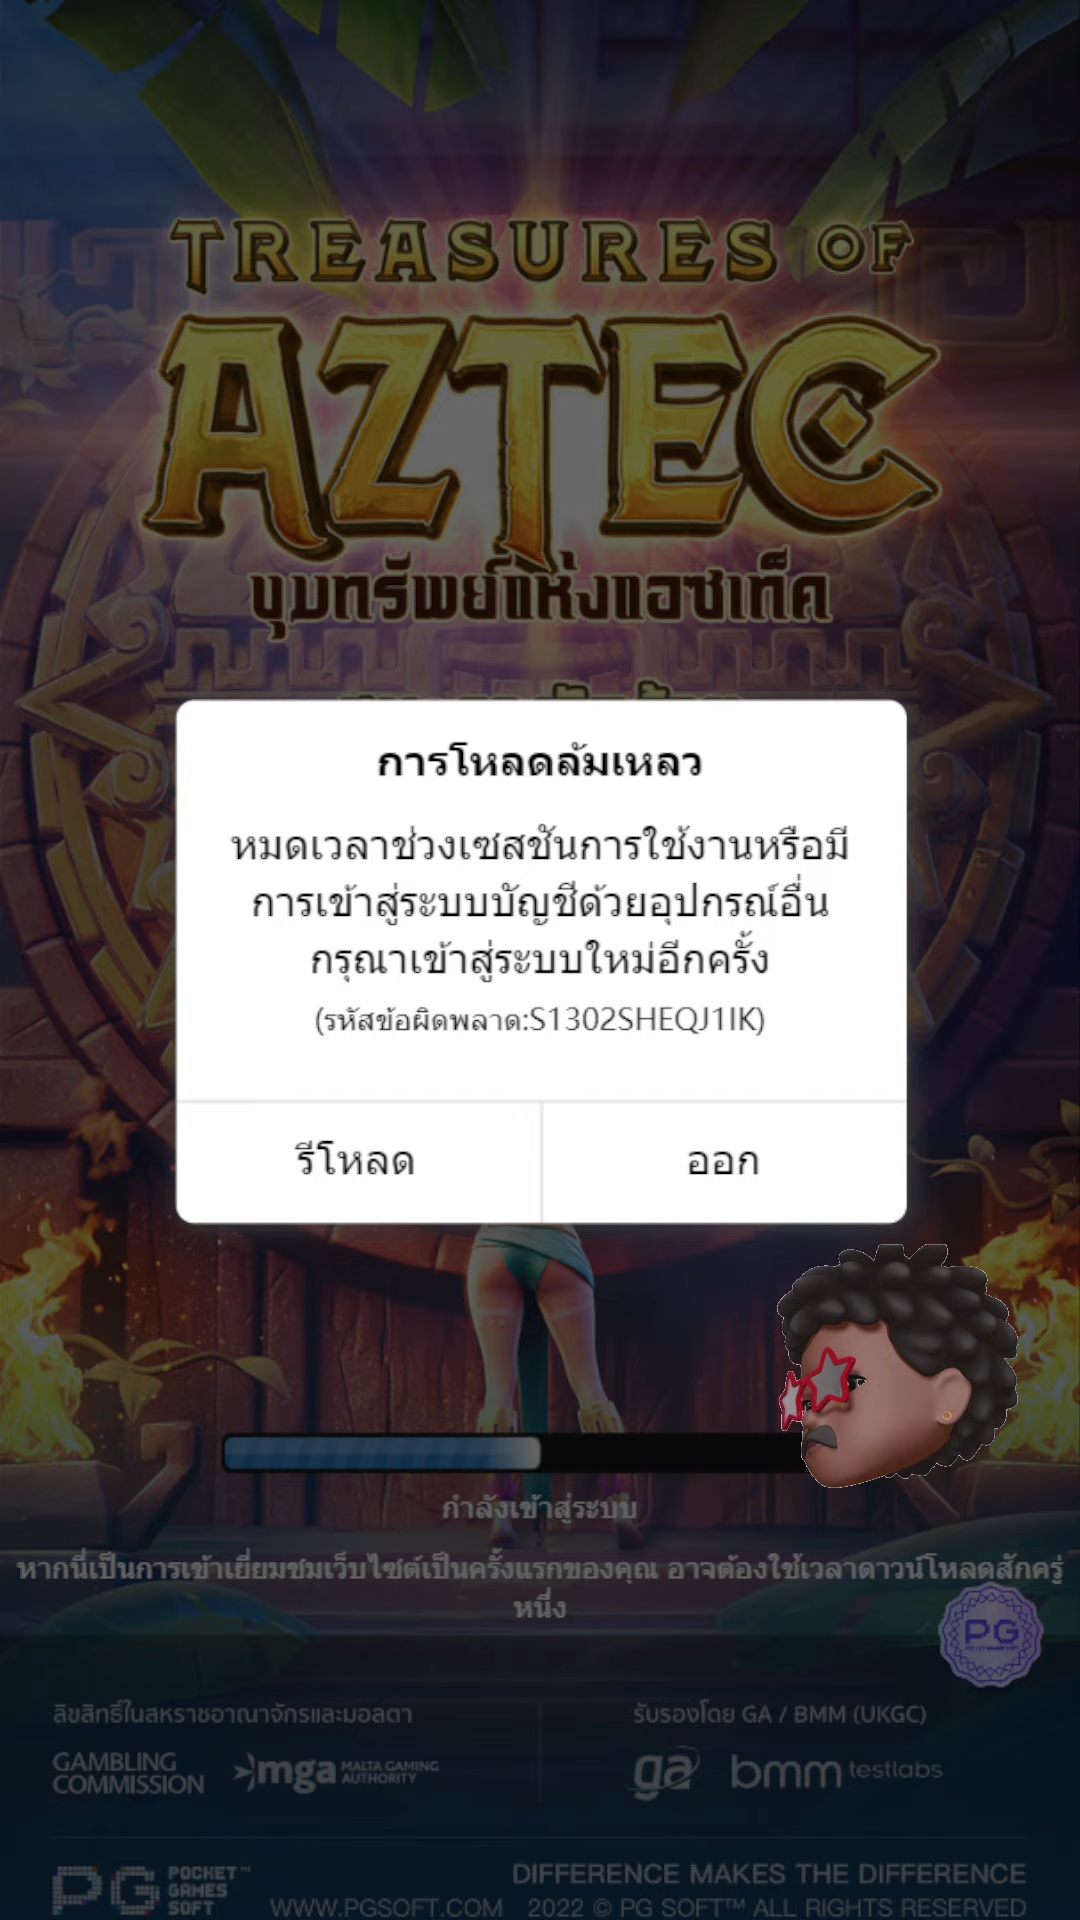 TREASURES OF
AZTEC
ขุมทรัพย์แห่งแอซเท็ค
การโหลดล้มเหลว
หมดเวลาช่วงเซสชันการใช้งานหรือมี
การเข้าสู่ระบบบัญชีด้วยอุปกรณ์อื่น
กรุณาเข้าสู่ระบบใหม่อีกครั้ง
(รหัสข้อผิดพลาด:S1302SHEQJ1IK)
รีโหลด
ออก
กำลังเข้าสู่ระบบ
หากนี่เป็นการเข้าเยี่ยมชมเว็บไซต์เป็นครั้งแรกของคุณ อาจต้องใช้เวลาดาวน์โหลดสักครู่
หนึ่ง
PG
ลิขสิทธิ์ในสหราชอาณาจักรและมอลตา
รับรองโดย GA / BMM (UKGC)
GAMBLING
COMMISSION
mga MALTA GAMING
AUTHORITY
ga
bmm testlabs
PG POCKET™
GAMES
SOFT
DIFFERENCE MAKES THE DIFFERENCE
WWW.PGSOFT.COM 2022 © PG SOFT™ ALL RIGHTS RESERVED